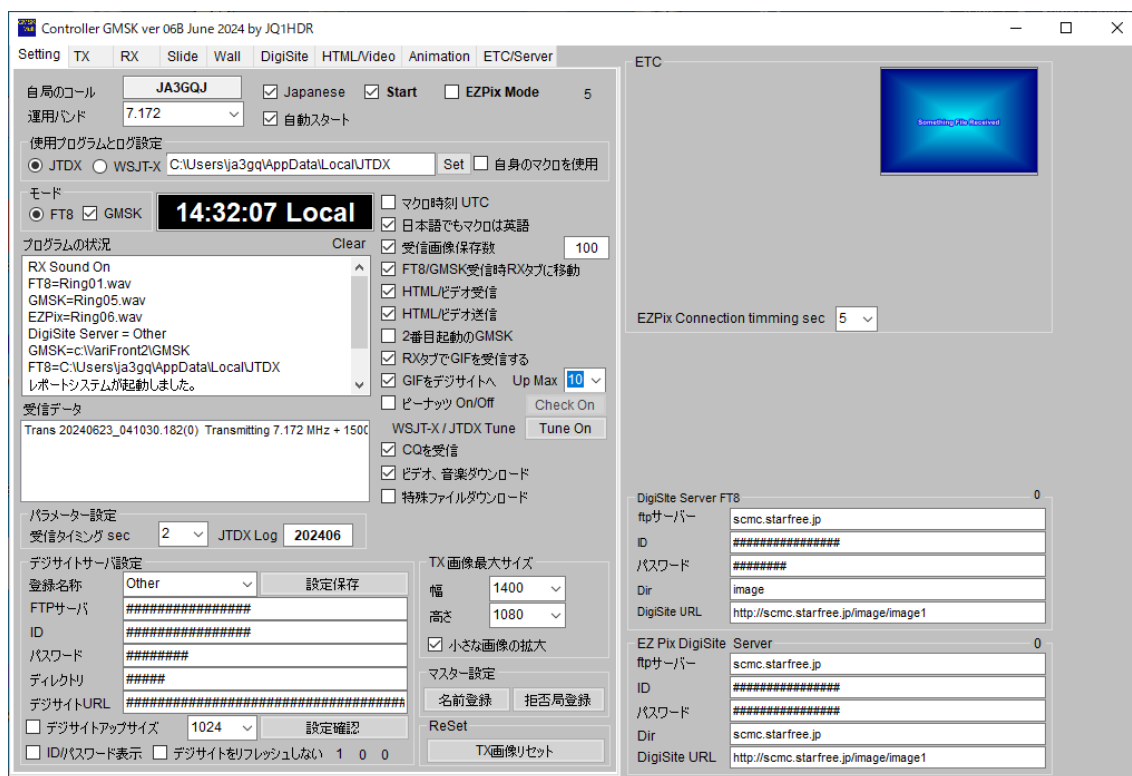 Controller GMSK ver 06B June 2024 by JQ1HDR
Setting TX RX Slide Wall DigiSite HTML/Video Animation ETC/Server
自局のコール JA3GQJ Japanese Start EZPix Mode 5
運用バンド 7.172 自動スタート
使用プログラムとログ設定
JTDX WSJT-X C:\Users\ja3gq\AppData\Local\JTDX Set 自身のマクロを使用
モード
FT8 GMSK 14:32:07 Local
プログラムの状況 Clear
RX Sound On
FT8=Ring01.wav
GMSK=Ring05.wav
EZPix=Ring06.wav
DigiSite Server = Other
GMSK=c:\VariFront2\GMSK
FT8=C:\Users\ja3gq\AppData\Local\JTDX
レポートシステムが起動しました。
受信データ
Trans 20240623_041030.182(0) Transmitting 7.172 MHz + 1500
マクロ時刻 UTC
日本語でもマクロは英語
受信画像保存数 100
FT8/GMSK受信時RXタブに移動
HTML/ビデオ受信
HTML/ビデオ送信
2番目起動のGMSK
RXタブでGIFを受信する
GIFをデジサイトへ Up Max 10
ピーナッツ On/Off Check On
WSJT-X / JTDX Tune Tune On
CQを受信
ビデオ、音楽ダウンロード
特殊ファイルダウンロード
パラメーター設定
受信タイミング sec 2 JTDX Log 202406
デジサイトサーバ設定
登録名称 Other 設定保存
FTPサーバ ################
ID ################
パスワード ########
ディレクトリ #####
デジサイトURL
デジサイトアップサイズ 1024 設定確認
ID/パスワード表示 デジサイトをリフレッシュしない 1 0 0
TX 画像最大サイズ
幅 1400
高さ 1080
小さな画像の拡大
マスター設定
名前登録 拒否局登録
ReSet
TX画像リセット
ETC
Something File Received
EZPix Connection timming sec 5
DigiSIte Server FT8 0
ftpサーバー scmc.starfree.jp
ID ################
パスワード ########
Dir image
DigiSite URL http://scmc.starfree.jp/image/image1
EZ Pix DigiSite Server 0
ftpサーバー scmc.starfree.jp
ID ################
パスワード ################
Dir scmc.starfree.jp
DigiSite URL http://scmc.starfree.jp/image/image1